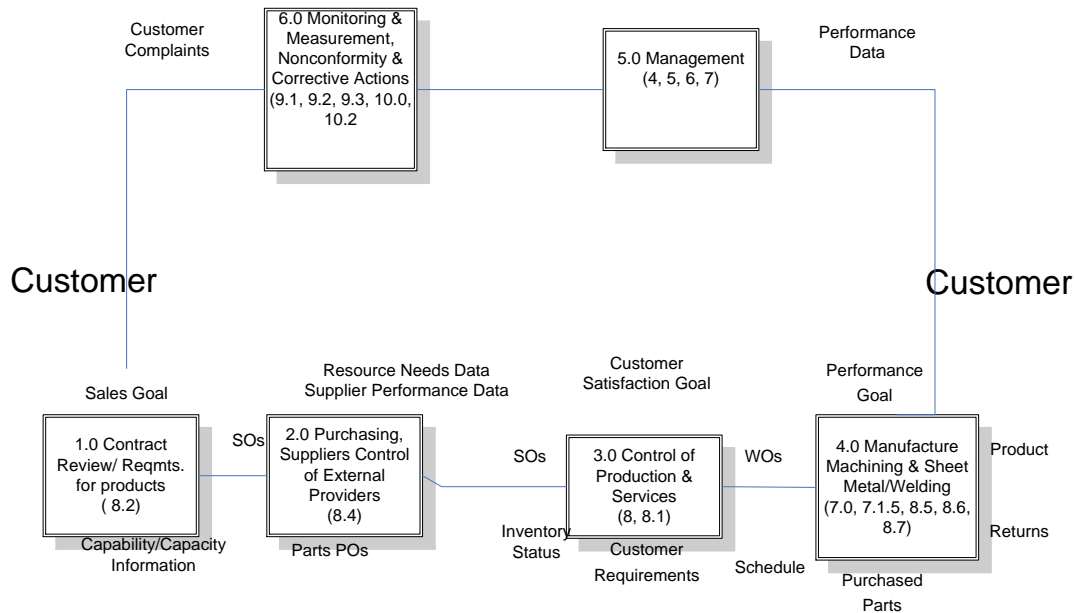 Customer
Complaints
6.0 Monitoring &
Measurement,
Nonconformity &
Corrective Actions
(9.1, 9.2, 9.3, 10.0,
10.2
5.0 Management
(4, 5, 6, 7)
Performance
Data
Customer
Customer
Sales Goal
Resource Needs Data
Supplier Performance Data
Customer
Satisfaction Goal
Performance
Goal
1.0 Contract
Review/ Reqmts.
for products
( 8.2)
SOs
2.0 Purchasing,
Suppliers Control
of External
Providers
(8.4)
SOs
3.0 Control of
Production &
Services
(8, 8.1)
WOs
4.0 Manufacture
Machining & Sheet
Metal/Welding
(7.0, 7.1.5, 8.5, 8.6,
8.7)
Product
Returns
Capability/Capacity
Information
Parts POs
Inventory
Status
Customer
Requirements
Schedule
Purchased
Parts